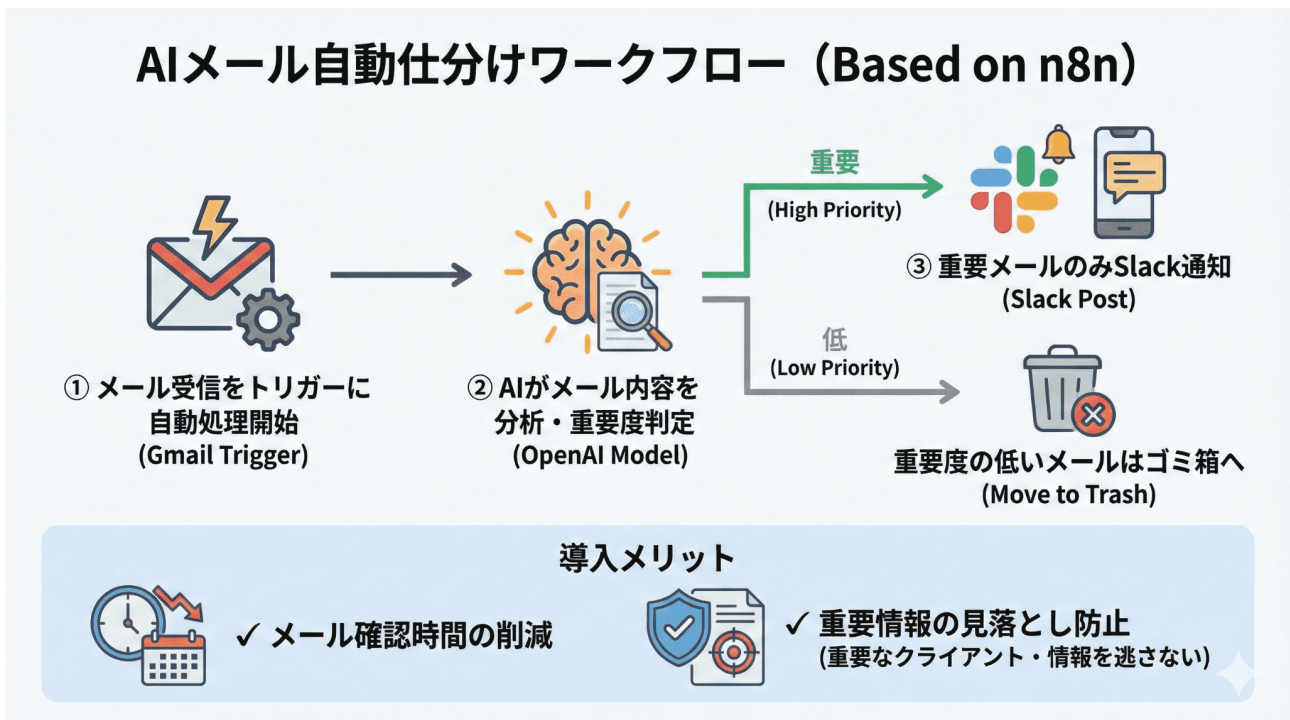 AIメール自動仕分けワークフロー（Based on n8n）
① メール受信をトリガーに
自動処理開始
(Gmail Trigger)
② AIがメール内容を
分析・重要度判定
(OpenAI Model)
重要
(High Priority)
③ 重要メールのみSlack通知
(Slack Post)
低
(Low Priority)
重要度の低いメールはゴミ箱へ
(Move to Trash)
導入メリット
✓ メール確認時間の削減
✓ 重要情報の見落とし防止
(重要なクライアント・情報を逃さない)